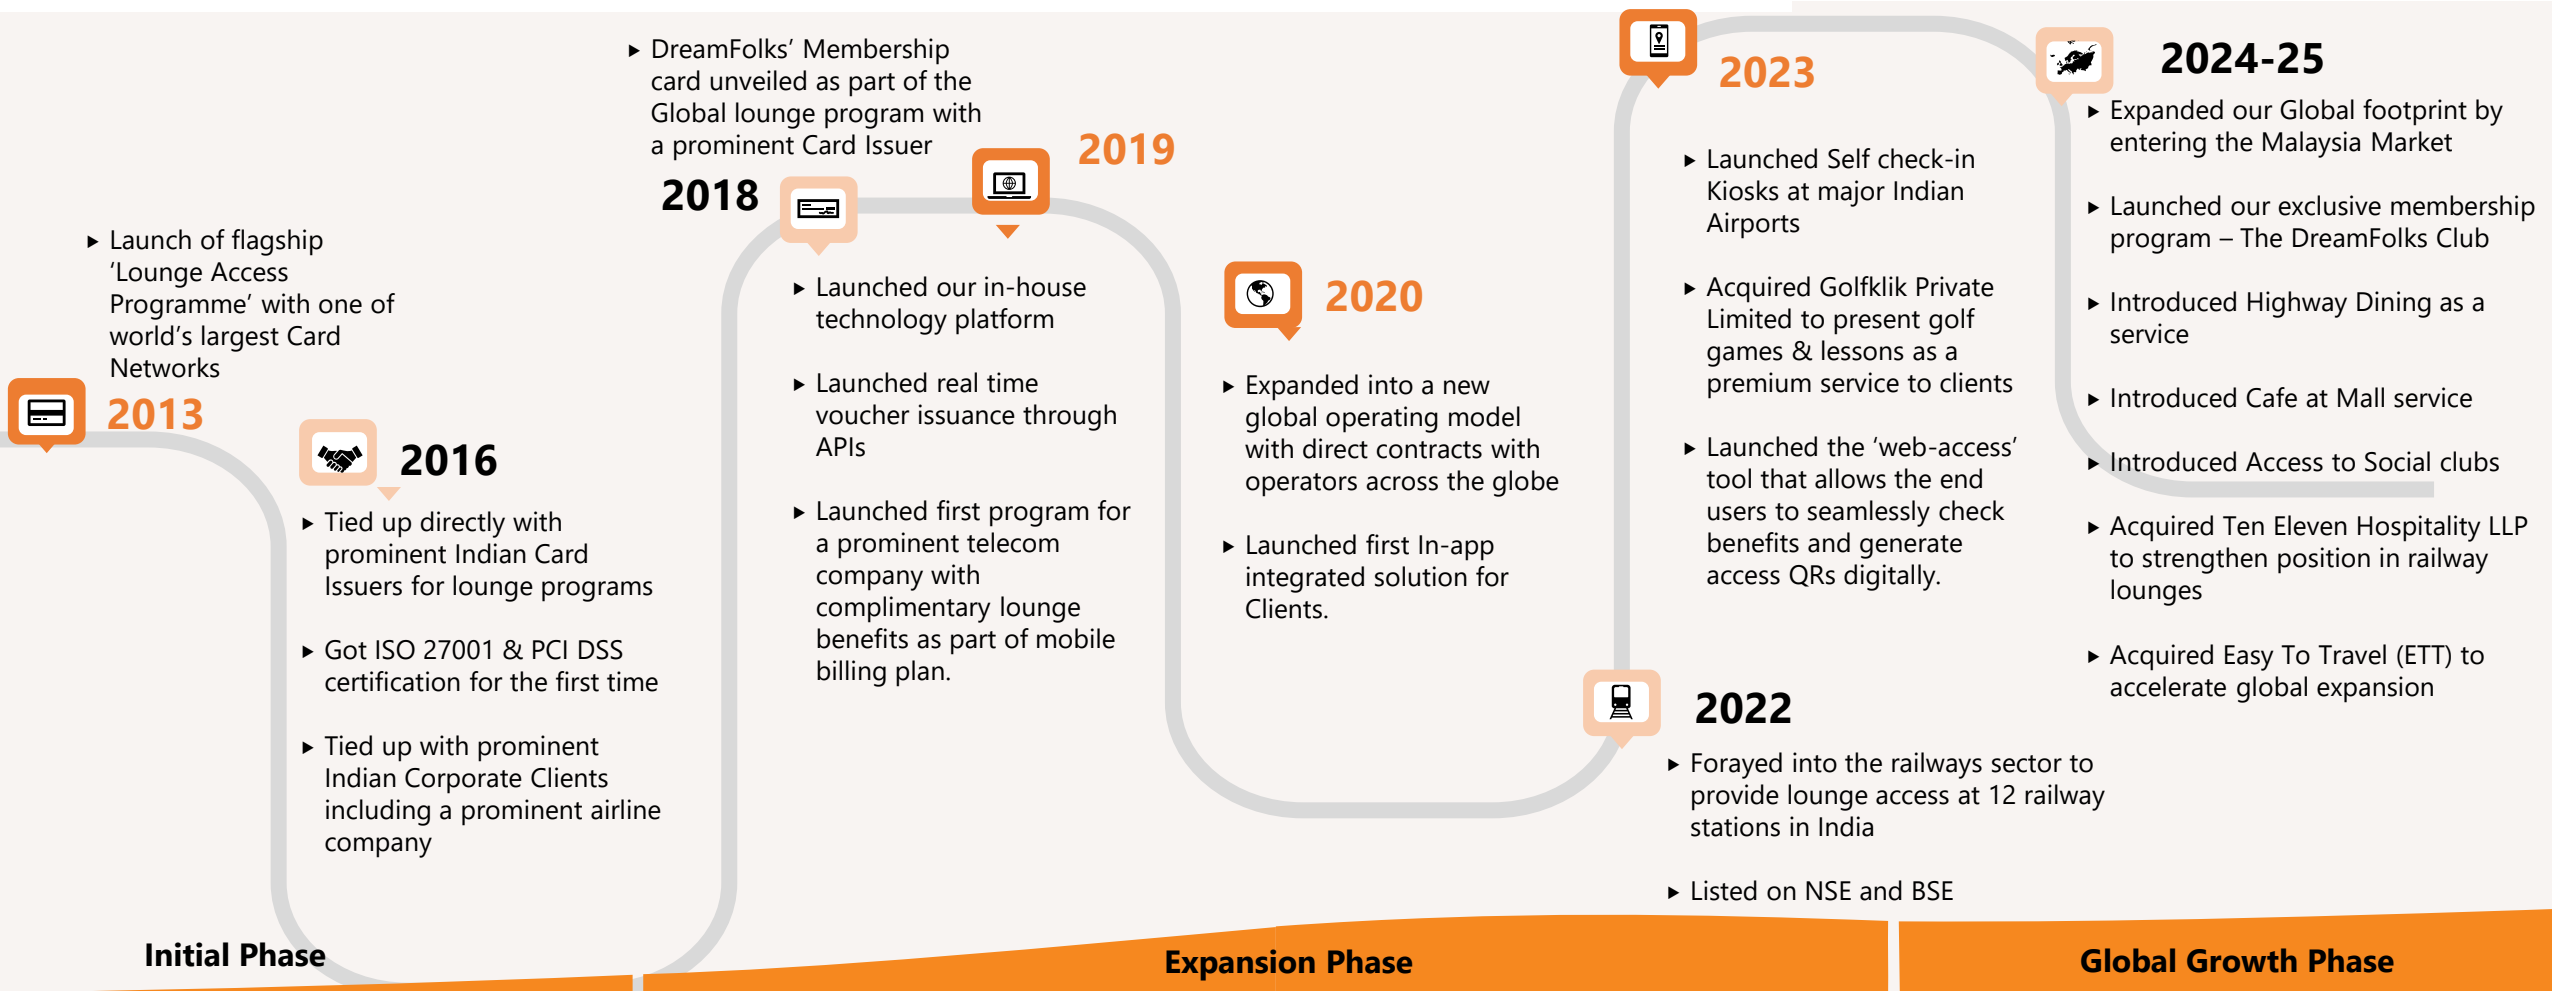 ► Launch of flagship
‘Lounge Access
Programme’ with one of
world’s largest Card
Networks
2013
2016
► Tied up directly with
prominent Indian Card
Issuers for lounge programs
► Got ISO 27001 & PCI DSS
certification for the first time
► Tied up with prominent
Indian Corporate Clients
including a prominent airline
company
► DreamFolks’ Membership
card unveiled as part of the
Global lounge program with
a prominent Card Issuer
2018
2019
► Launched our in-house
technology platform
► Launched real time
voucher issuance through
APIs
► Launched first program for
a prominent telecom
company with
complimentary lounge
benefits as part of mobile
billing plan.
2020
► Expanded into a new
global operating model
with direct contracts with
operators across the globe
► Launched first In-app
integrated solution for
Clients.
2022
► Forayed into the railways sector to
provide lounge access at 12 railway
stations in India
► Listed on NSE and BSE
2023
► Launched Self check-in
Kiosks at major Indian
Airports
► Acquired Golfklik Private
Limited to present golf
games & lessons as a
premium service to clients
► Launched the ‘web-access’
tool that allows the end
users to seamlessly check
benefits and generate
access QRs digitally.
2024-25
► Expanded our Global footprint by
entering the Malaysia Market
► Launched our exclusive membership
program – The DreamFolks Club
► Introduced Highway Dining as a
service
► Introduced Cafe at Mall service
► Introduced Access to Social clubs
► Acquired Ten Eleven Hospitality LLP
to strengthen position in railway
lounges
► Acquired Easy To Travel (ETT) to
accelerate global expansion
Initial Phase
Expansion Phase
Global Growth Phase